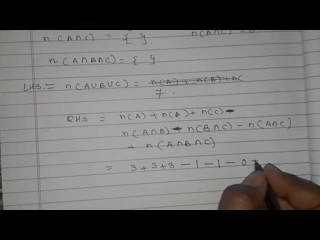 n(A∩C) = { }
n(A∩C) =
n(A∩B∩C) = { }
LHS = n(A∪B∪C) = n(A) + n(B) + n(
7.
RHS = n(A) + n(B) + n(C) -
n(A∩B) - n(B∩C) - n(A∩C)
+ n(A∩B∩C)
= 3 + 3 + 3 - 1 - 1 - 0